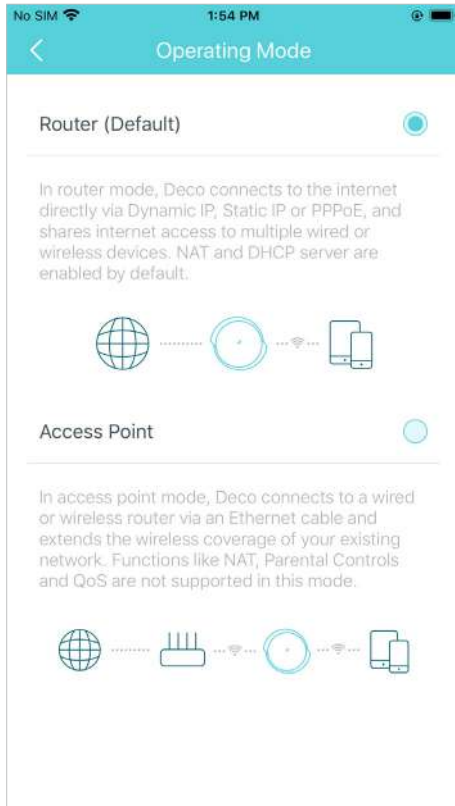 No SIM 1:54 PM
Operating Mode
Router (Default)
In router mode, Deco connects to the internet
directly via Dynamic IP, Static IP or PPPoE, and
shares internet access to multiple wired or
wireless devices. NAT and DHCP server are
enabled by default.
Access Point
In access point mode, Deco connects to a wired
or wireless router via an Ethernet cable and
extends the wireless coverage of your existing
network. Functions like NAT, Parental Controls
and QoS are not supported in this mode.